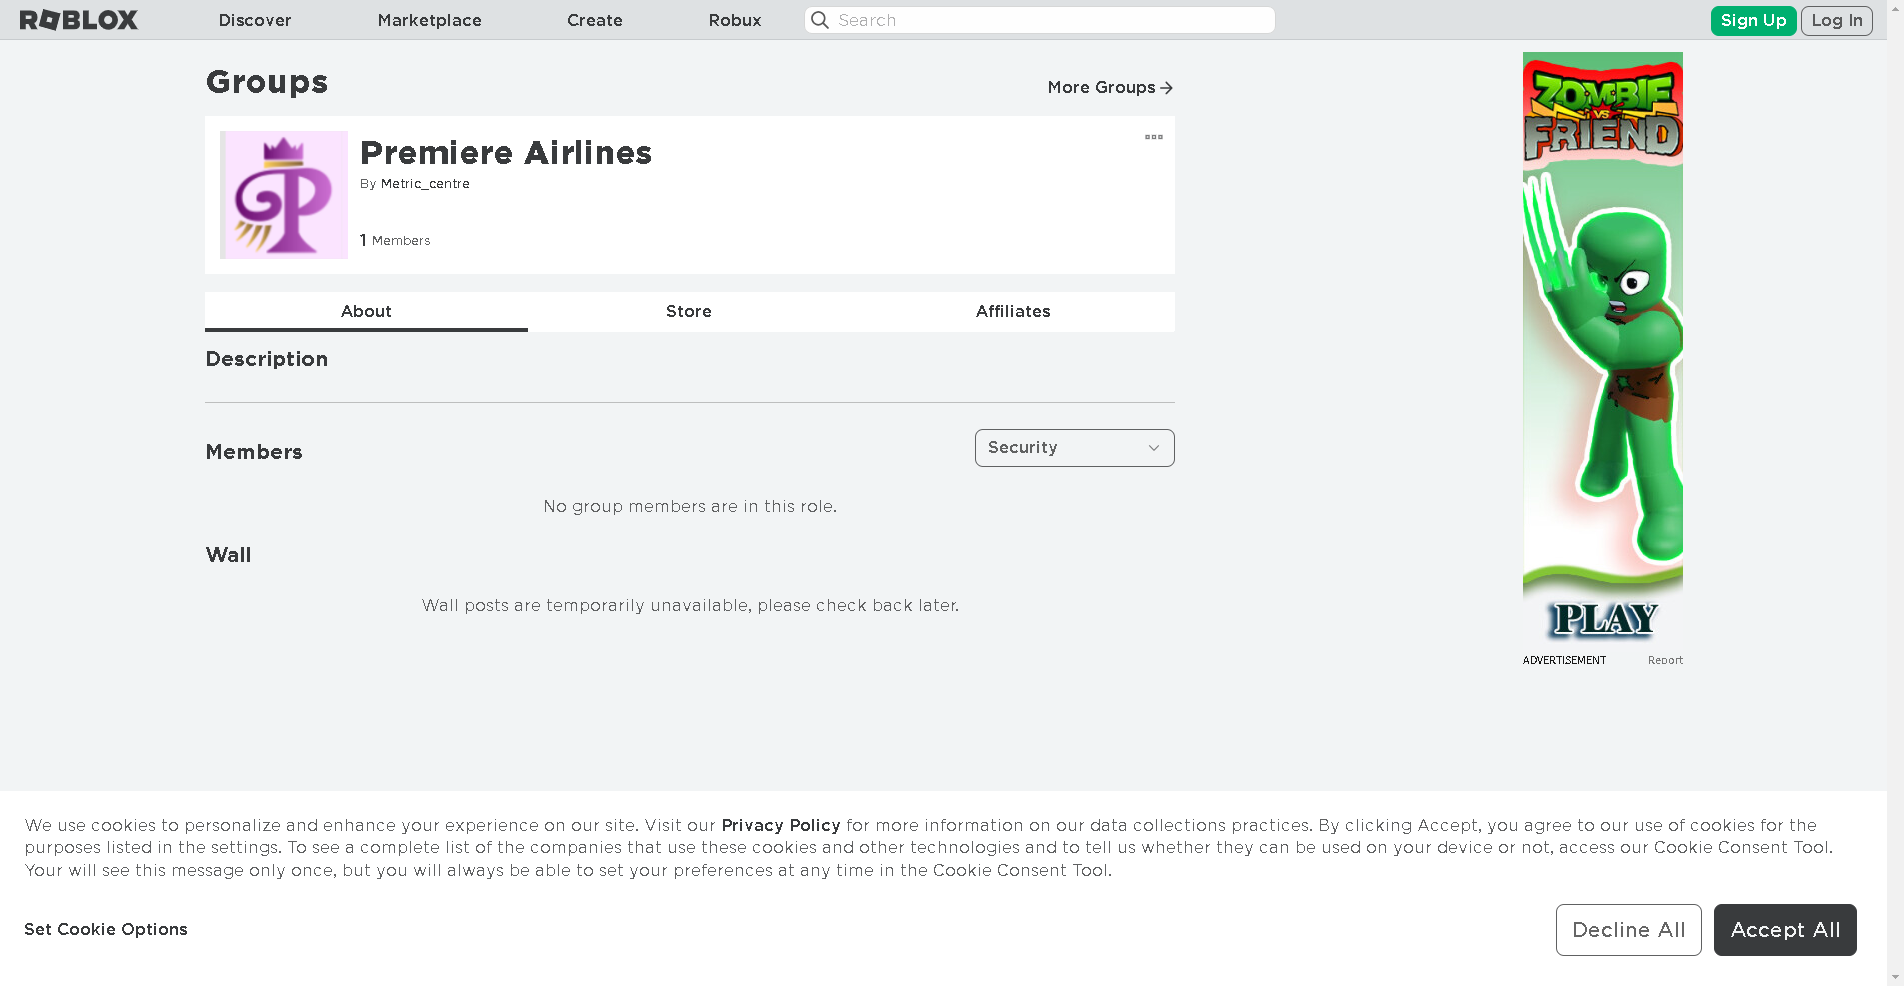 ROBLOX
Discover
Marketplace
Create
Robux
Search
Sign Up
Log In
Groups
More Groups
Premiere Airlines
By Metric_centre
1 Members
About
Store
Affiliates
Description
Members
Security
No group members are in this role.
Wall
Wall posts are temporarily unavailable, please check back later.
ZOMBIE
VS
FRIEND
PLAY
ADVERTISEMENT
Report
We use cookies to personalize and enhance your experience on our site. Visit our Privacy Policy for more information on our data collections practices. By clicking Accept, you agree to our use of cookies for the
purposes listed in the settings. To see a complete list of the companies that use these cookies and other technologies and to tell us whether they can be used on your device or not, access our Cookie Consent Tool.
Your will see this message only once, but you will always be able to set your preferences at any time in the Cookie Consent Tool.
Set Cookie Options
Decline All
Accept All